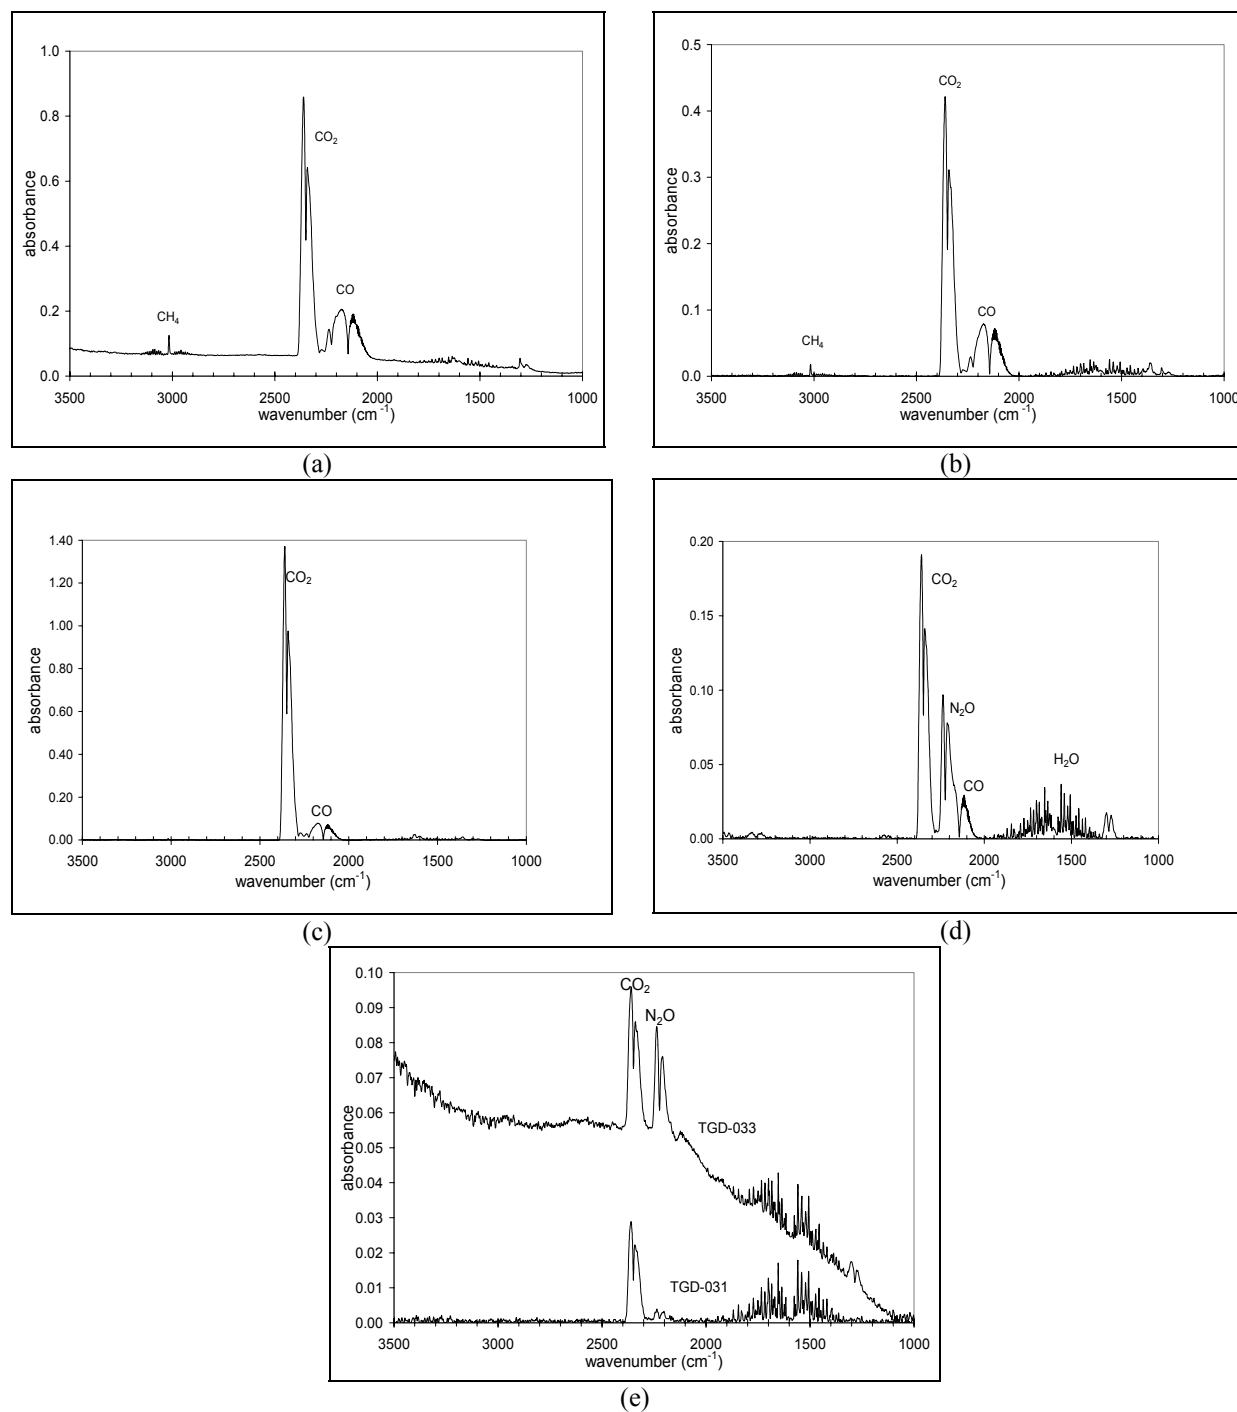 1.0
0.8
0.6
0.4
0.2
0.0
absorbance
CO₂
CO
CH₄
3500 3000 2500 2000 1500 1000
wavenumber (cm⁻¹)
(a)
0.5
0.4
0.3
0.2
0.1
0.0
absorbance
CO₂
CO
CH₄
3500 3000 2500 2000 1500 1000
wavenumber (cm⁻¹)
(b)
1.40
1.20
1.00
0.80
0.60
0.40
0.20
0.00
absorbance
CO₂
CO
3500 3000 2500 2000 1500 1000
wavenumber (cm⁻¹)
(c)
0.20
0.15
0.10
0.05
0.00
absorbance
CO₂
N₂O
H₂O
CO
3500 3000 2500 2000 1500 1000
wavenumber (cm⁻¹)
(d)
0.10
0.09
0.08
0.07
0.06
0.05
0.04
0.03
0.02
0.01
0.00
absorbance
CO₂
N₂O
TGD-033
TGD-031
3500 3000 2500 2000 1500 1000
wavenumber (cm⁻¹)
(e)